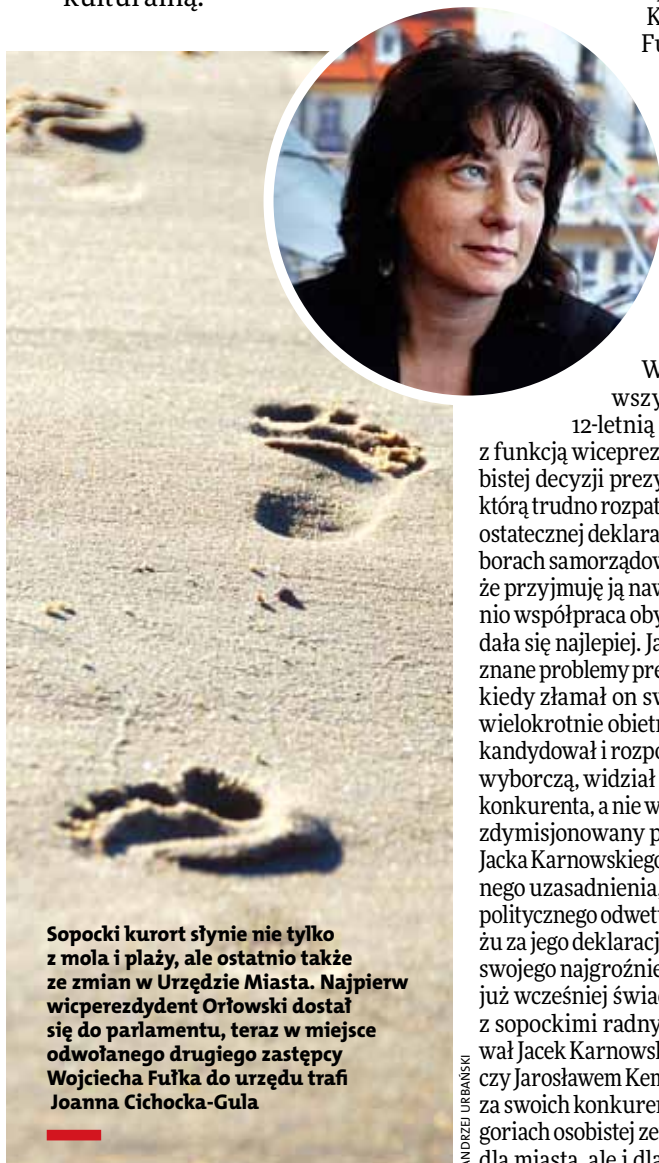 kulturalną.
Sopocki kurort słynie nie tylko
z mola i plaży, ale ostatnio także
ze zmian w Urzędzie Miasta. Najpierw
wicperezdydent Orłowski dostał
się do parlamentu, teraz w miejsce
odwołanego drugiego zastępcy
Wojciecha Fułka do urzędu trafi
Joanna Cichocka-Gula
ANDRZEJ URBAŃSKI
K
Fu
W
wszy
12-letnią
z funkcją wiceprez
bistej decyzji prezy
którą trudno rozpat
ostatecznej deklara
borach samorządow
że przyjmuję ją naw
nio współpraca oby
dała się najlepiej. Ja
znane problemy pre
kiedy złamał on sw
wielokrotnie obietn
kandydował i rozpo
wyborczą, widział
konkurenta, a nie w
zdymisjonowany p
Jacka Karnowskiego
nego uzasadnienia,
politycznego odwetu
żu za jego deklaracj
swojego najgroźnie
już wcześniej świad
z sopockimi radny
wał Jacek Karnowsk
czy Jarosławem Kem
za swoich konkuren
goriach osobistej ze
dla miasta, ale i dla